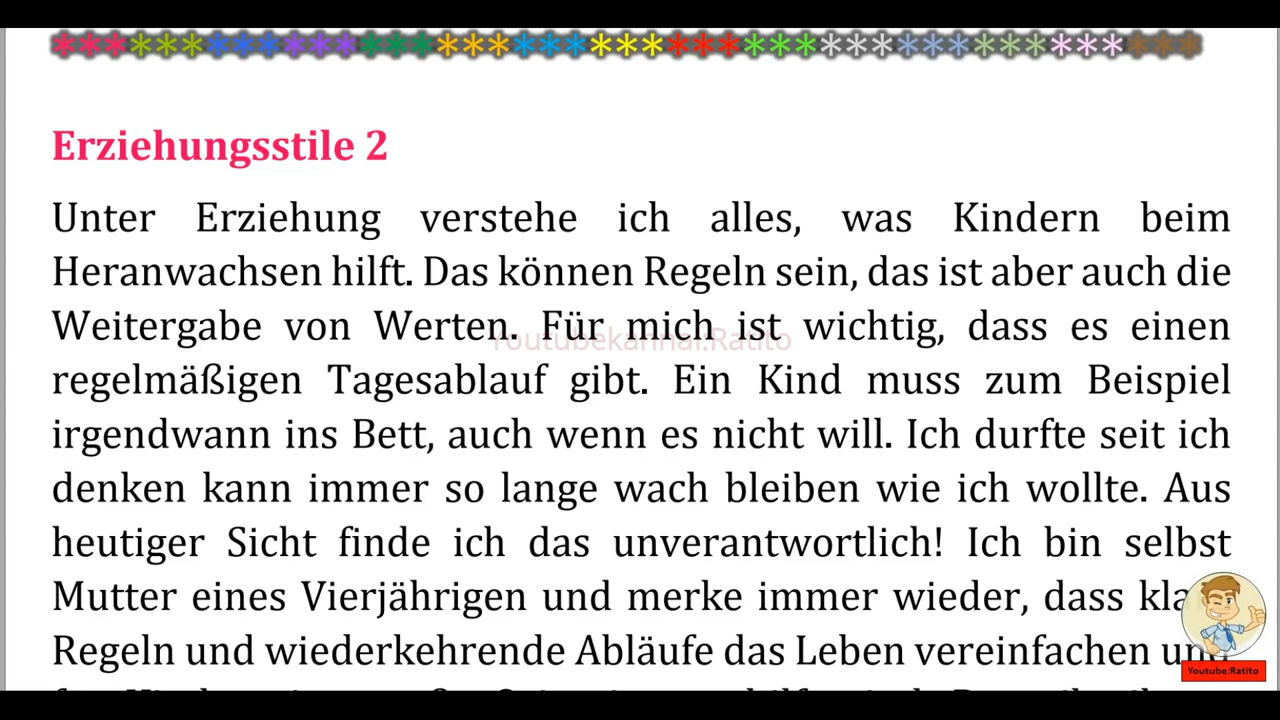 ******************************************
Erziehungsstile 2
Unter Erziehung verstehe ich alles, was Kindern beim
Heranwachsen hilft. Das können Regeln sein, das ist aber auch die
Weitergabe von Werten. Für mich ist wichtig, dass es einen
Youtubekannal:Ratito
regelmäßigen Tagesablauf gibt. Ein Kind muss zum Beispiel
irgendwann ins Bett, auch wenn es nicht will. Ich durfte seit ich
denken kann immer so lange wach bleiben wie ich wollte. Aus
heutiger Sicht finde ich das unverantwortlich! Ich bin selbst
Mutter eines Vierjährigen und merke immer wieder, dass
Regeln und wiederkehrende Abläufe das Leben vereinfachen und
Youtube:Ratito